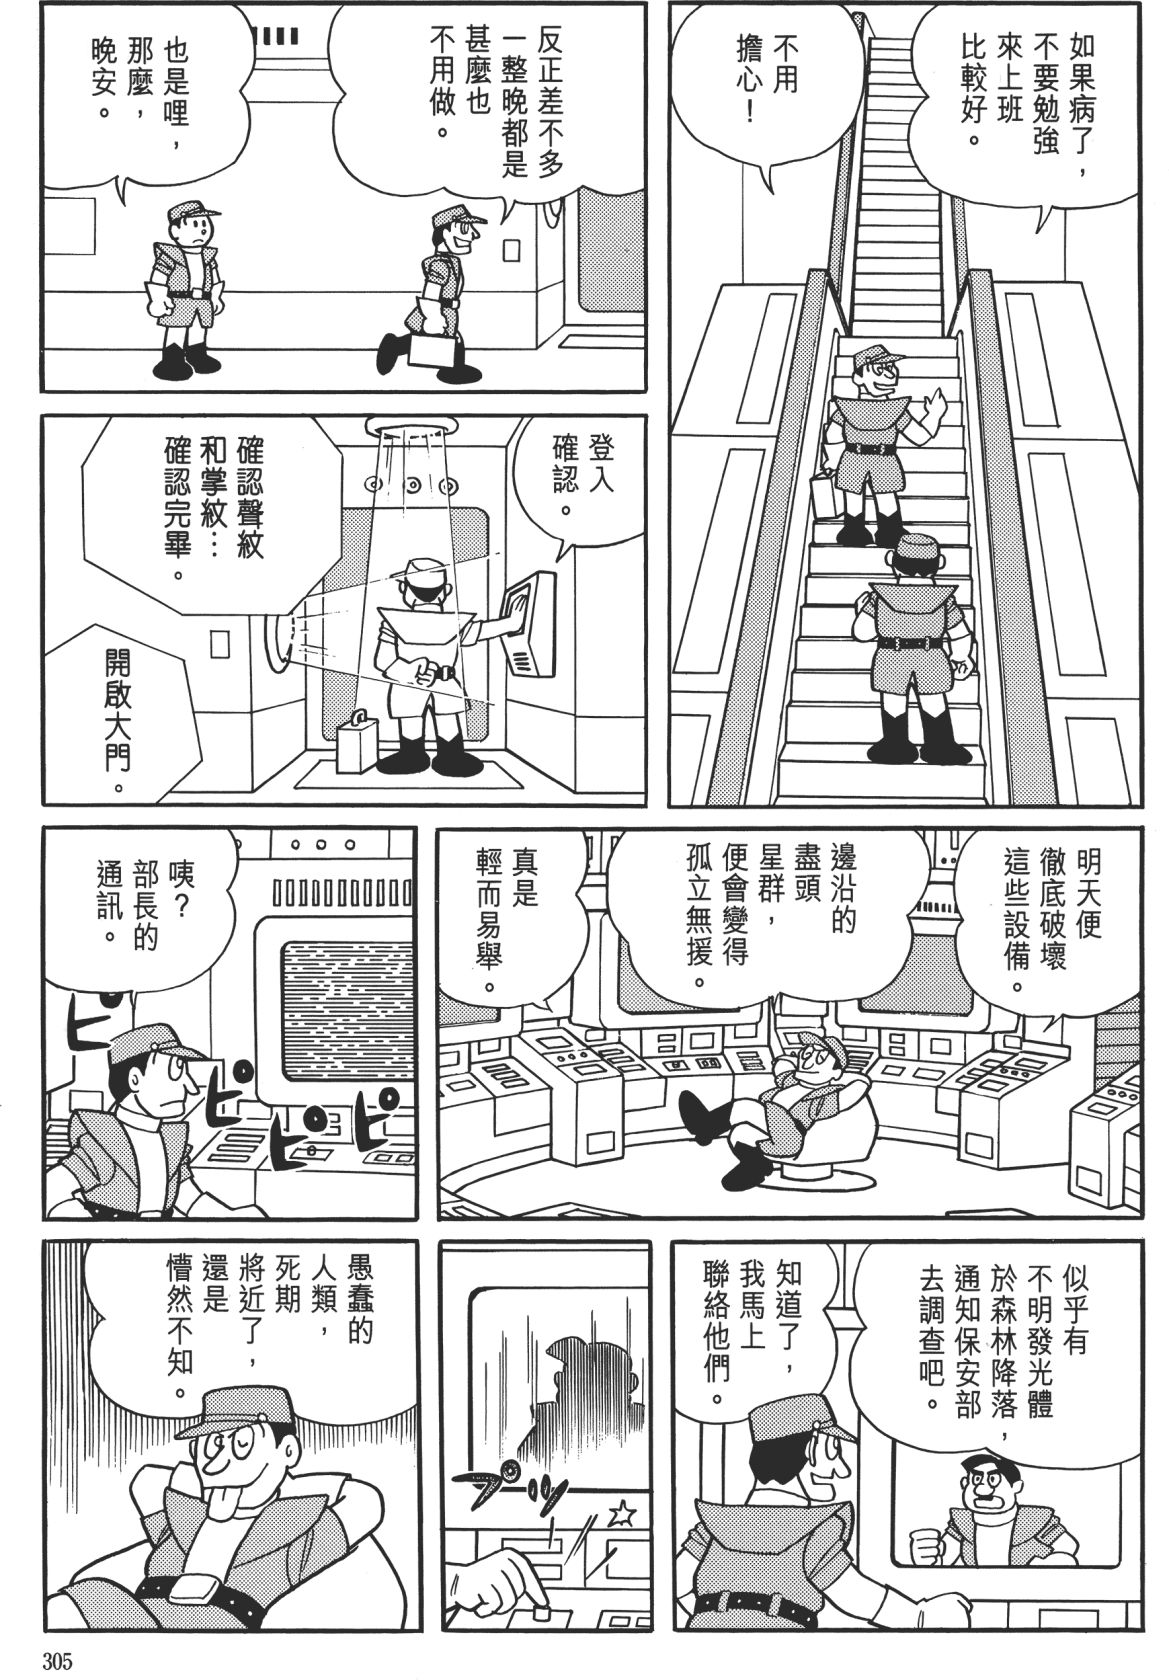 如果病了，
不要勉強
來上班
比較好。
不用
擔心！
反正差不多
一整晚都是
甚麼也
不用做。
也是哩，
那麼，
晚安。
登入
確認。
確認聲紋
和掌紋…
確認完畢。
開啟大門。
明天便
徹底破壞
這些設備。
邊沿的
盡頭
星群，
便會變得
孤立無援。
真是
輕而易舉。
咦？
部長的
通訊。
ピ
ピ
ピ
ピ
似乎有
不明發光體
於森林降落，
通知保安部
去調查吧。
知道了，
我馬上
聯絡他們。
プツ
愚蠢的
人類，
死期
將近了，
還是
懵然不知。
305